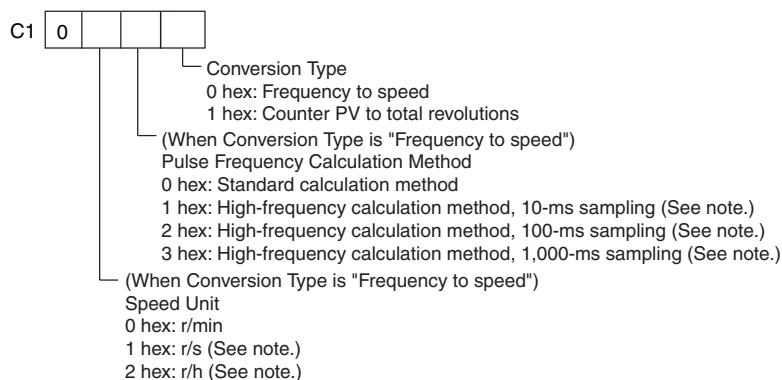 C1 0
Conversion Type
0 hex: Frequency to speed
1 hex: Counter PV to total revolutions
(When Conversion Type is "Frequency to speed")
Pulse Frequency Calculation Method
0 hex: Standard calculation method
1 hex: High-frequency calculation method, 10-ms sampling (See note.)
2 hex: High-frequency calculation method, 100-ms sampling (See note.)
3 hex: High-frequency calculation method, 1,000-ms sampling (See note.)
(When Conversion Type is "Frequency to speed")
Speed Unit
0 hex: r/min
1 hex: r/s (See note.)
2 hex: r/h (See note.)